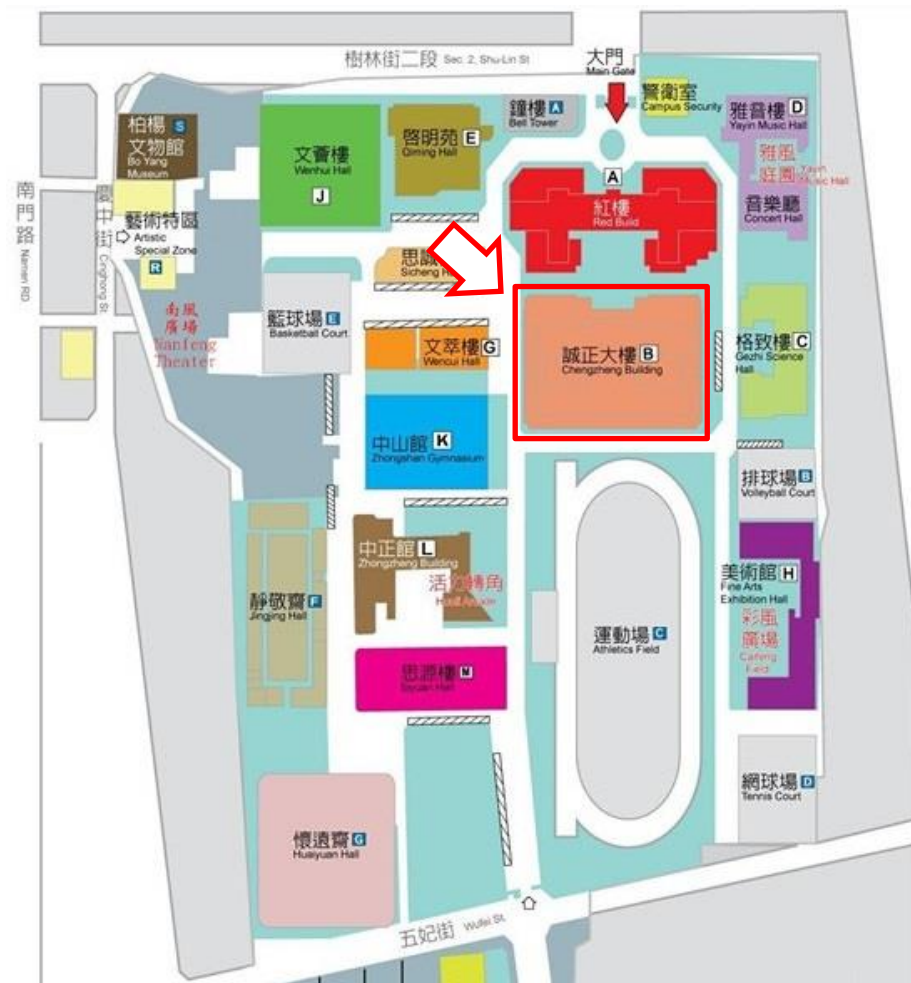 樹林街二段 Sec. 2, Shu-Lin St
大門
Main Gate
警衛室
Campus Security
鐘樓 A
Bell Tower
雅音樓 D
Yayin Music Hall
雅風
庭園
Music Hall
音樂廳
Concert Hall
柏楊 S
文物館
Bo Yang
Museum
文薈樓
Wenhui Hall
J
啓明苑 E
Qiming Hall
A
紅樓
Red Build
南門路 Nanmen RD
慶中街
藝術特區
Artistic
Special Zone
R
南風
廣場
Nanfeng
Theater
思誠
Sicheng H
籃球場 E
Basketball Court
文萃樓 G
Wencui Hall
誠正大樓 B
Chengzheng Building
格致樓 C
Gezhi Science
Hall
中山館 K
Zhongshan Gymnasium
排球場 B
Volleyball Court
中正館 L
Zhongzheng Building
活力轉角
美術館 H
Fine Arts
Exhibition Hall
彩風
廣場
Caifeng
Field
靜敬齋 F
Jingjing Hall
運動場 C
Athletics Field
思源樓 M
Siyuan Hall
網球場 D
Tennis Court
懷遠齋 G
Huaiyuan Hall
五妃街 Wufei St.